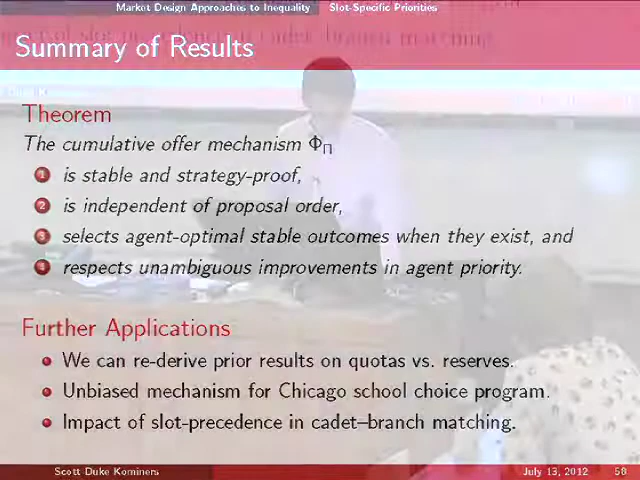 Market Design Approaches to Inequality Slot-Specific Priorities
Summary of Results
Theorem
The cumulative offer mechanism Φ_Π
1 is stable and strategy-proof,
2 is independent of proposal order,
3 selects agent-optimal stable outcomes when they exist, and
4 respects unambiguous improvements in agent priority.
Further Applications
We can re-derive prior results on quotas vs. reserves.
Unbiased mechanism for Chicago school choice program.
Impact of slot-precedence in cadet–branch matching.
Scott Duke Kominers July 13, 2012 58